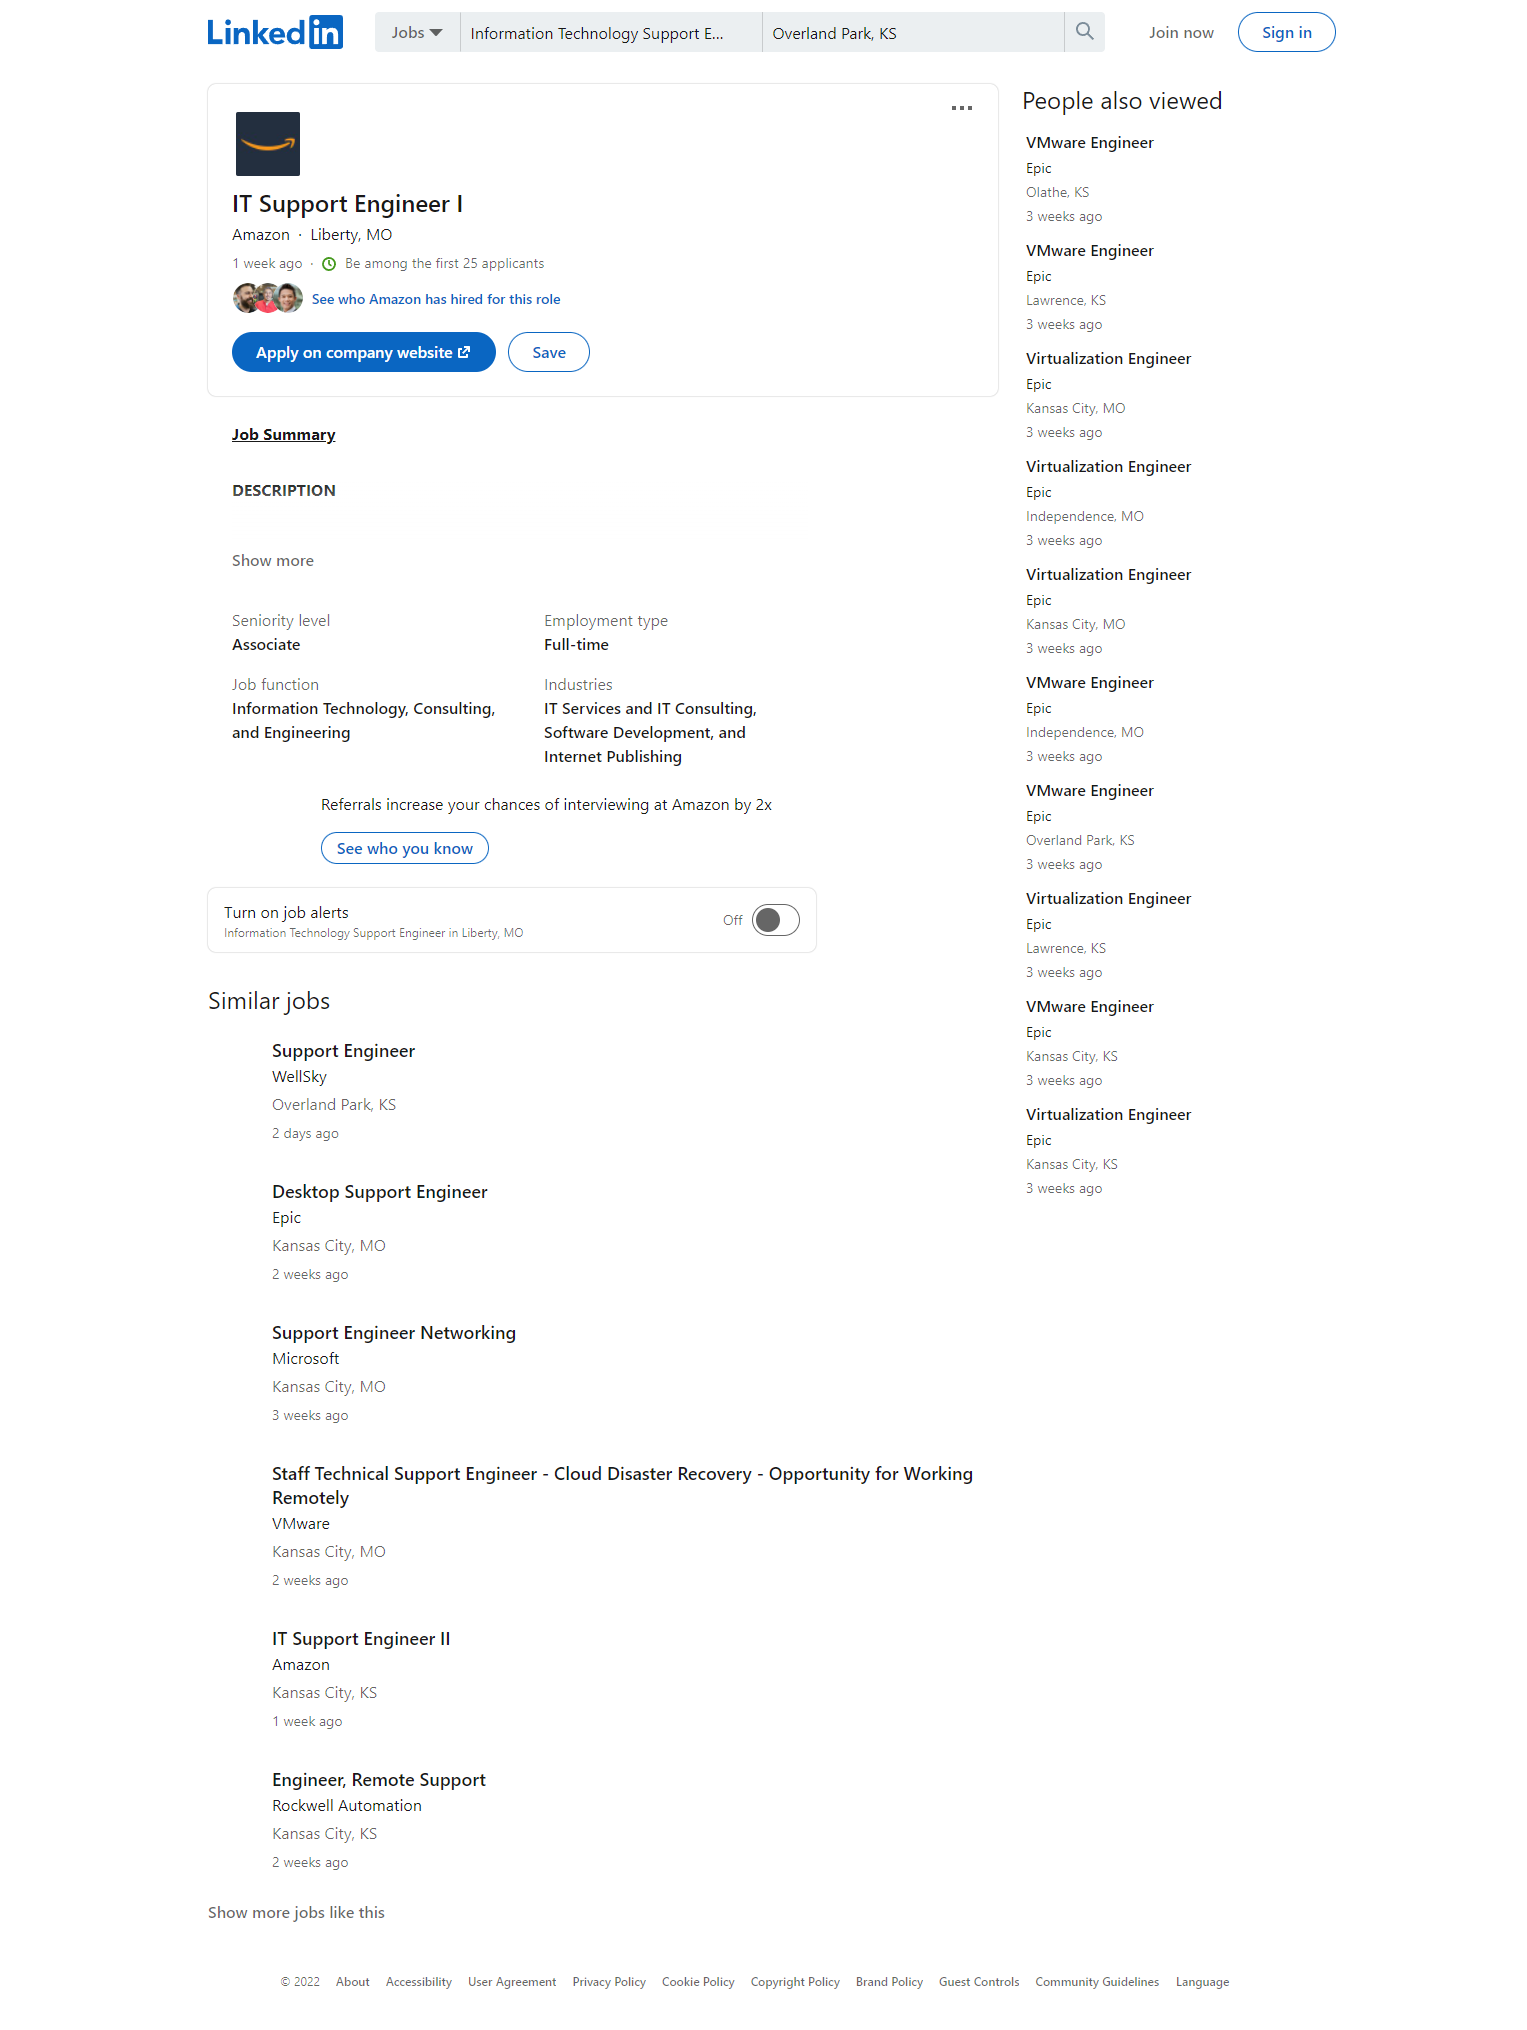 Linkedin
Jobs
Information Technology Support E...
Overland Park, KS
Join now
Sign in
IT Support Engineer I
Amazon · Liberty, MO
1 week ago · Be among the first 25 applicants
See who Amazon has hired for this role
Apply on company website
Save
Job Summary
DESCRIPTION
Show more
Seniority level
Associate
Employment type
Full-time
Job function
Information Technology, Consulting,
and Engineering
Industries
IT Services and IT Consulting,
Software Development, and
Internet Publishing
Referrals increase your chances of interviewing at Amazon by 2x
See who you know
Turn on job alerts
Information Technology Support Engineer in Liberty, MO
Off
Similar jobs
Support Engineer
WellSky
Overland Park, KS
2 days ago
Desktop Support Engineer
Epic
Kansas City, MO
2 weeks ago
Support Engineer Networking
Microsoft
Kansas City, MO
3 weeks ago
Staff Technical Support Engineer - Cloud Disaster Recovery - Opportunity for Working
Remotely
VMware
Kansas City, MO
2 weeks ago
IT Support Engineer II
Amazon
Kansas City, KS
1 week ago
Engineer, Remote Support
Rockwell Automation
Kansas City, KS
2 weeks ago
Show more jobs like this
People also viewed
VMware Engineer
Epic
Olathe, KS
3 weeks ago
VMware Engineer
Epic
Lawrence, KS
3 weeks ago
Virtualization Engineer
Epic
Kansas City, MO
3 weeks ago
Virtualization Engineer
Epic
Independence, MO
3 weeks ago
Virtualization Engineer
Epic
Kansas City, MO
3 weeks ago
VMware Engineer
Epic
Independence, MO
3 weeks ago
VMware Engineer
Epic
Overland Park, KS
3 weeks ago
Virtualization Engineer
Epic
Lawrence, KS
3 weeks ago
VMware Engineer
Epic
Kansas City, KS
3 weeks ago
Virtualization Engineer
Epic
Kansas City, KS
3 weeks ago
© 2022 About Accessibility User Agreement Privacy Policy Cookie Policy Copyright Policy Brand Policy Guest Controls Community Guidelines Language